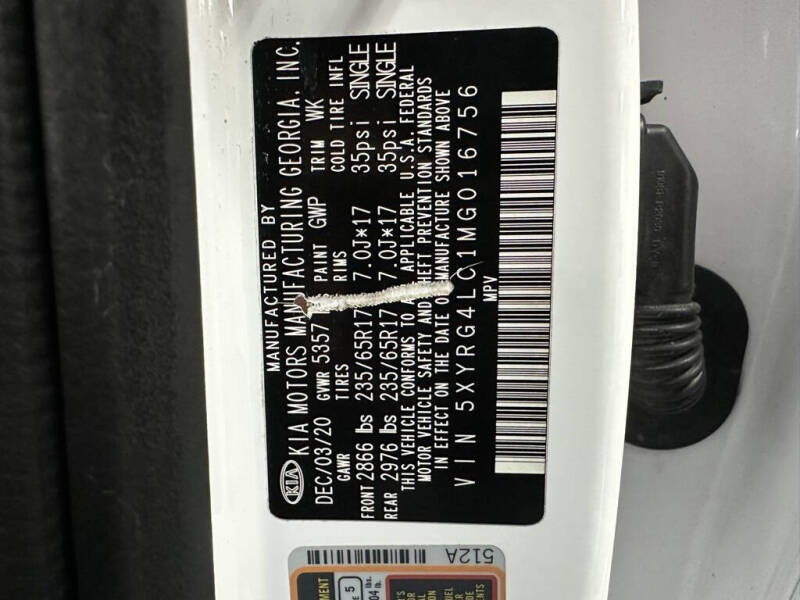 MANUFACTURED BY
KIA KIA MOTORS MANUFACTURING GEORGIA, INC.
DEC/03/20 GVWR 5357 PAINT GWP TRIM WK
GAWR TIRES RIMS COLD TIRE INFL
FRONT 2866 lbs 235/65R17 7.0J*17 35psi SINGLE
REAR 2976 lbs 235/65R17 7.0J*17 35psi SINGLE
THIS VEHICLE CONFORMS TO APPLICABLE U.S.A. FEDERAL
MOTOR VEHICLE SAFETY AND THEFT PREVENTION STANDARDS
IN EFFECT ON THE DATE OF MANUFACTURE SHOWN ABOVE
VIN 5XYRG4LC1MG016756
MPV
512A